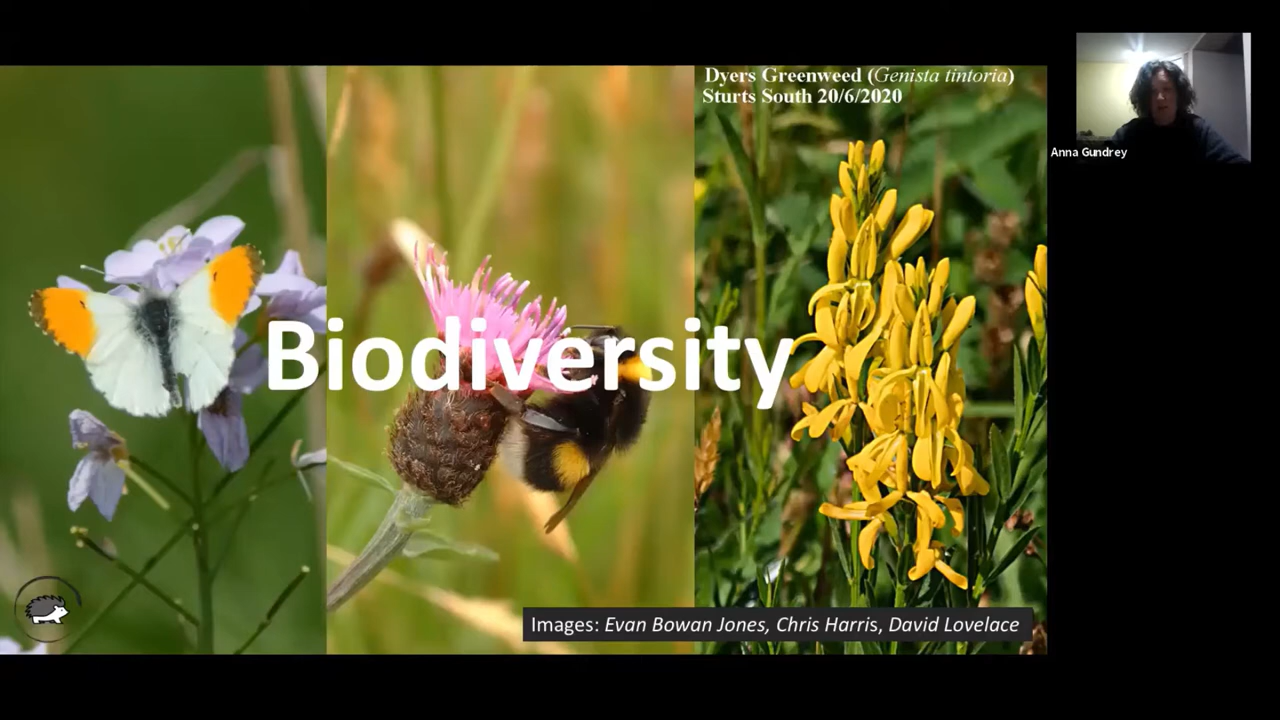 Dyers Greenweed (Genista tintoria)
Sturts South 20/6/2020
Anna Gundrey
Biodiversity
Images: Evan Bowan Jones, Chris Harris, David Lovelace